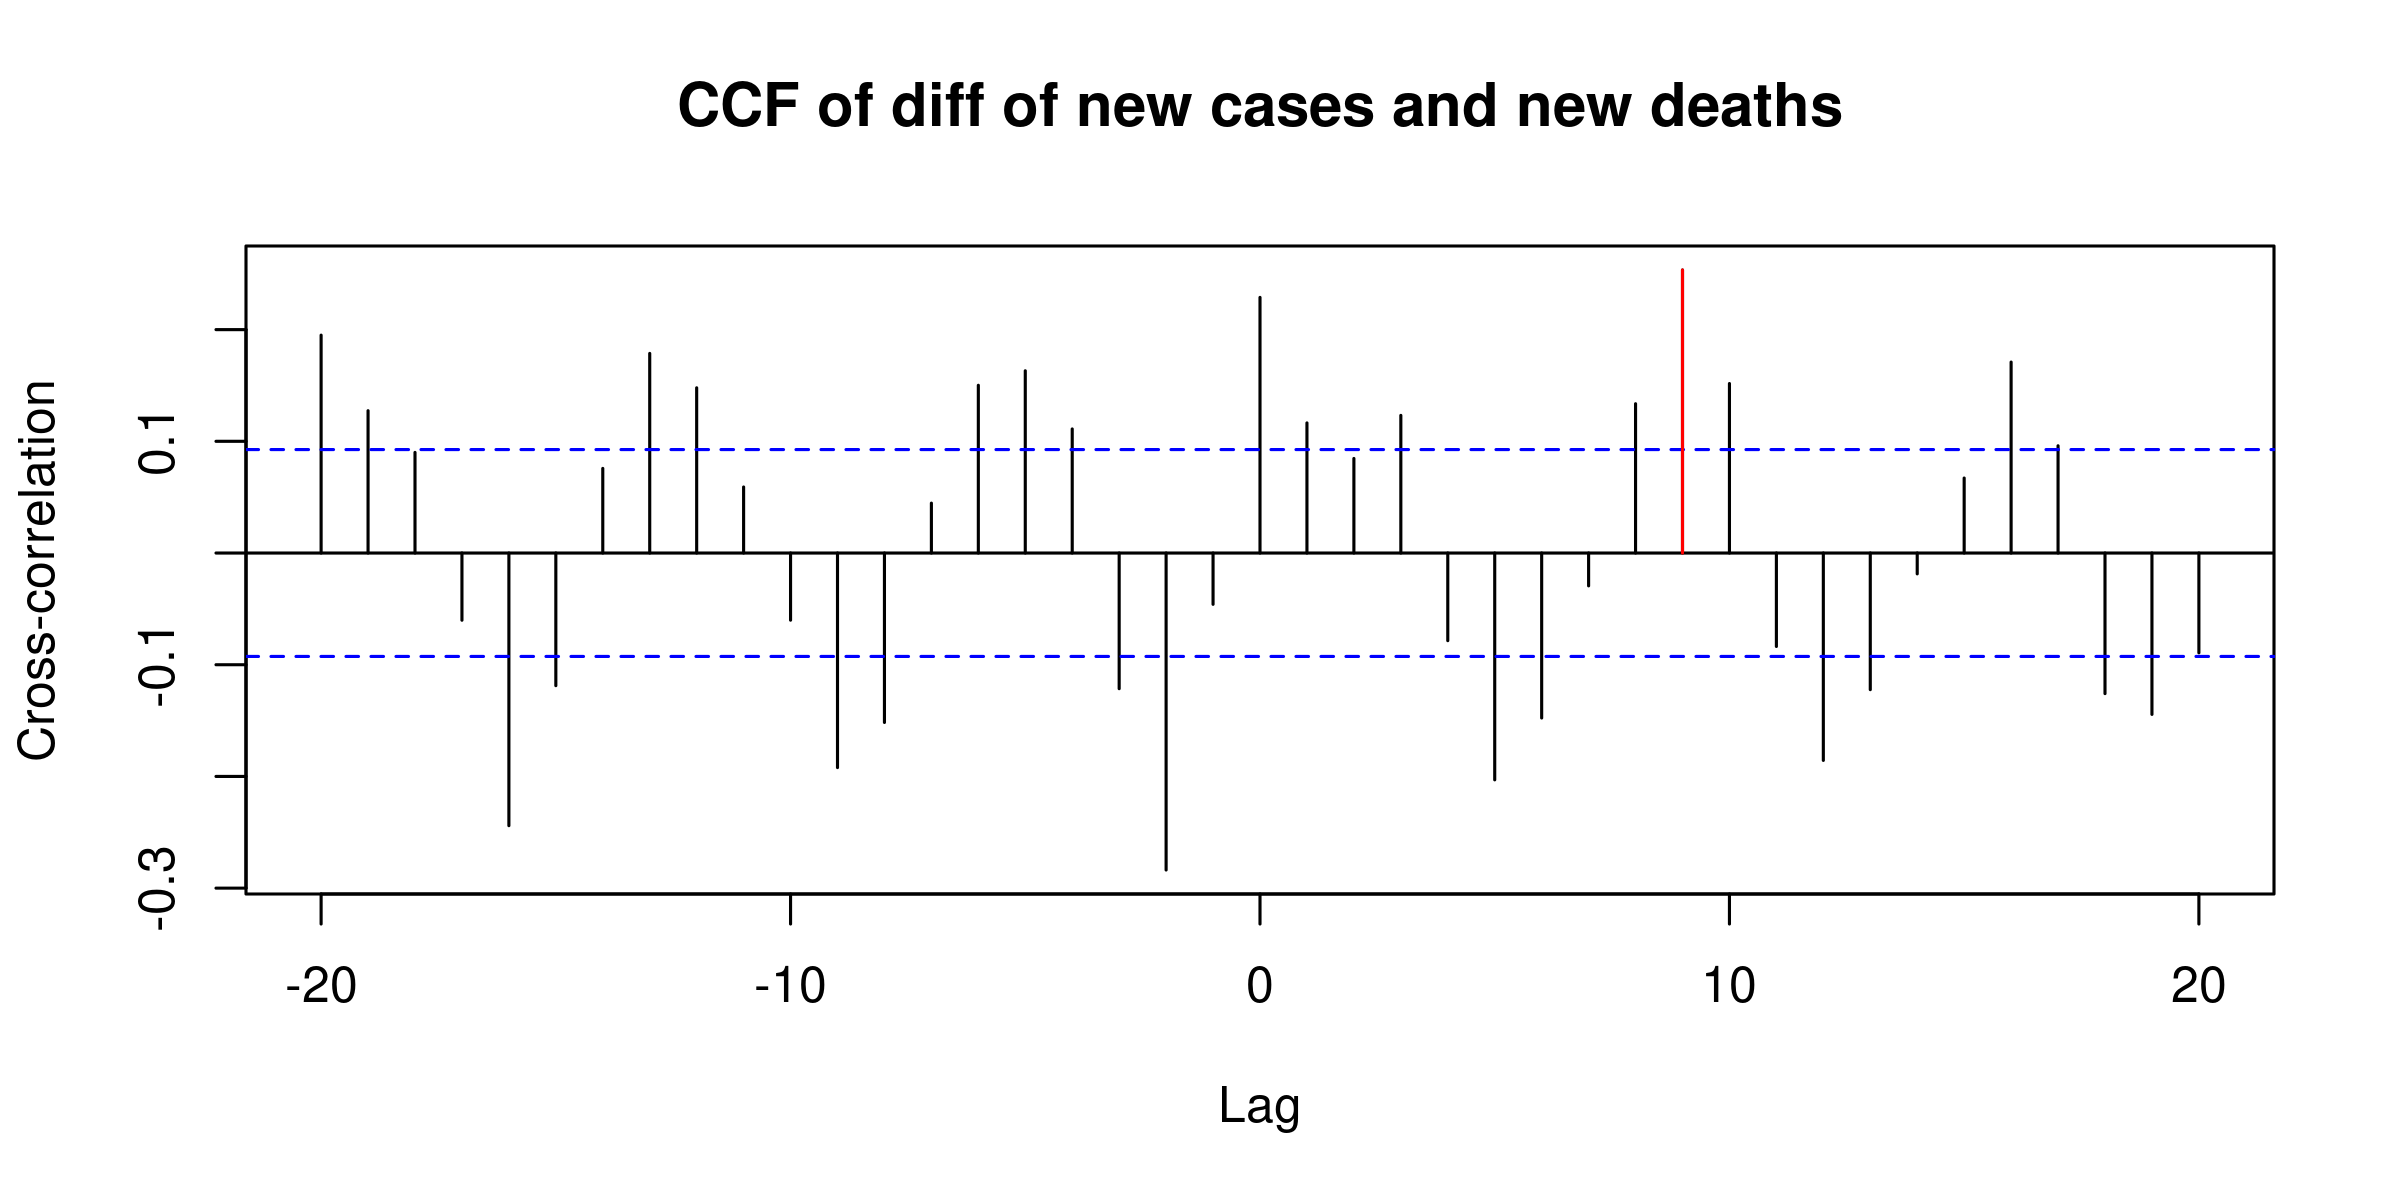 CCF of diff of new cases and new deaths
Cross-correlation
0.1
-0.1
-0.3
-20 -10 0 10 20
Lag